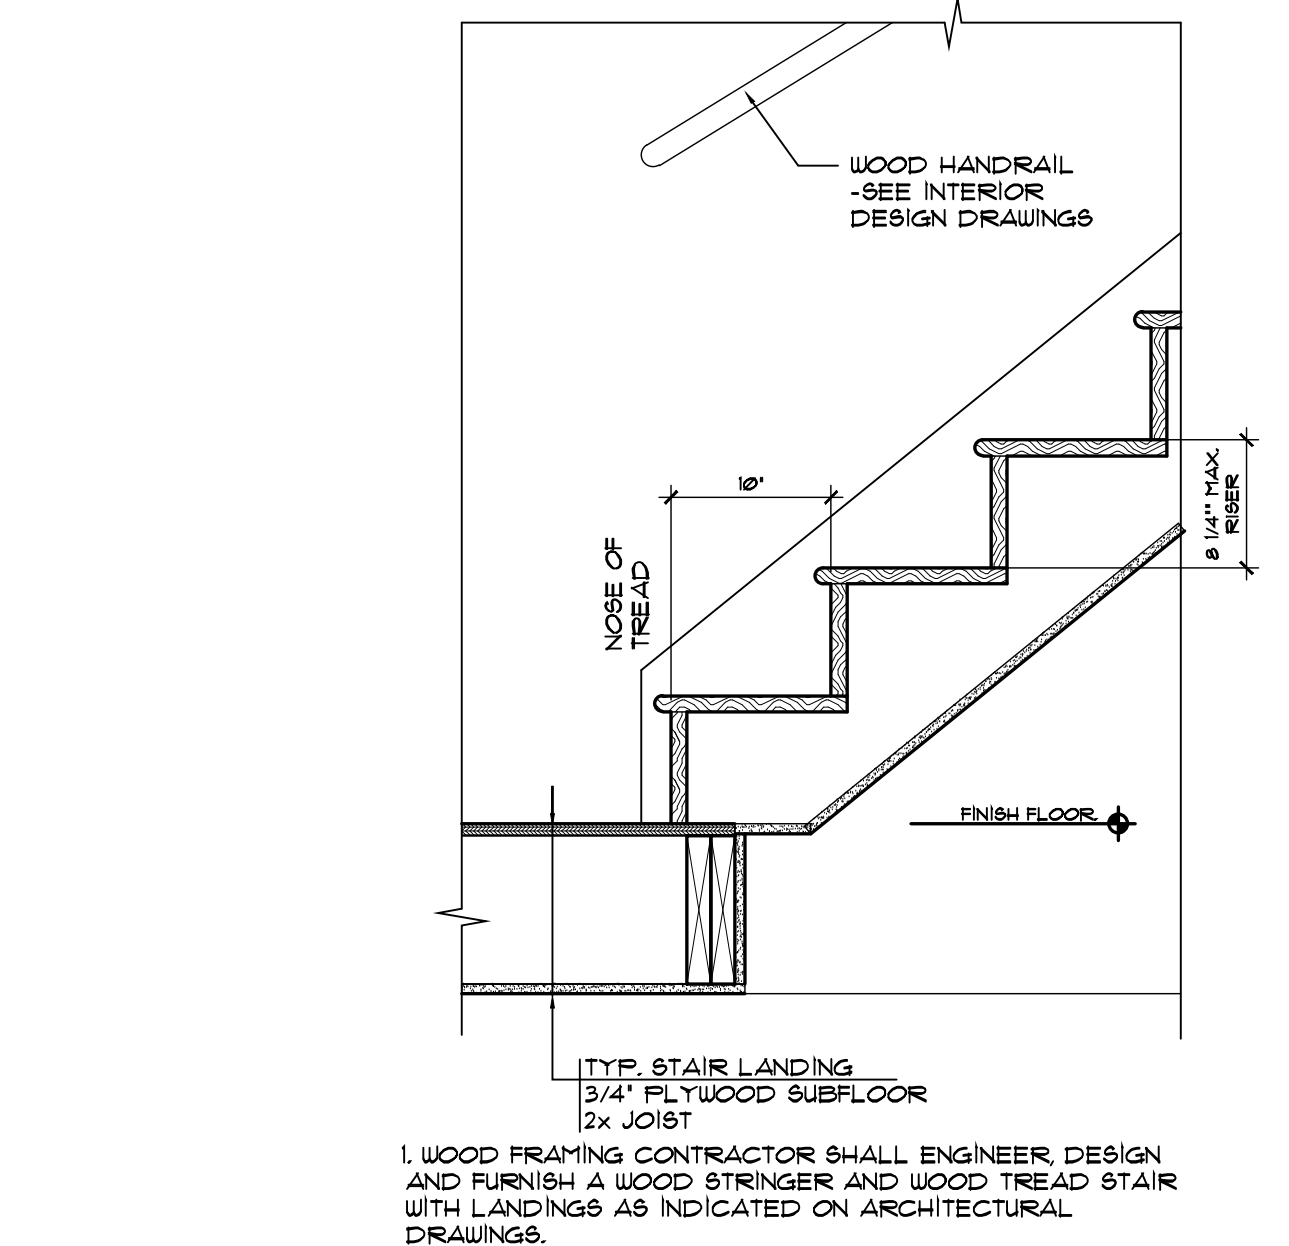 WOOD HANDRAIL
-SEE INTERIOR
DESIGN DRAWINGS
10"
NOSE OF
TREAD
8 1/4" MAX.
RISER
FINISH FLOOR
TYP. STAIR LANDING
3/4" PLYWOOD SUBFLOOR
2x JOIST
1. WOOD FRAMING CONTRACTOR SHALL ENGINEER, DESIGN
AND FURNISH A WOOD STRINGER AND WOOD TREAD STAIR
WITH LANDINGS AS INDICATED ON ARCHITECTURAL
DRAWINGS.